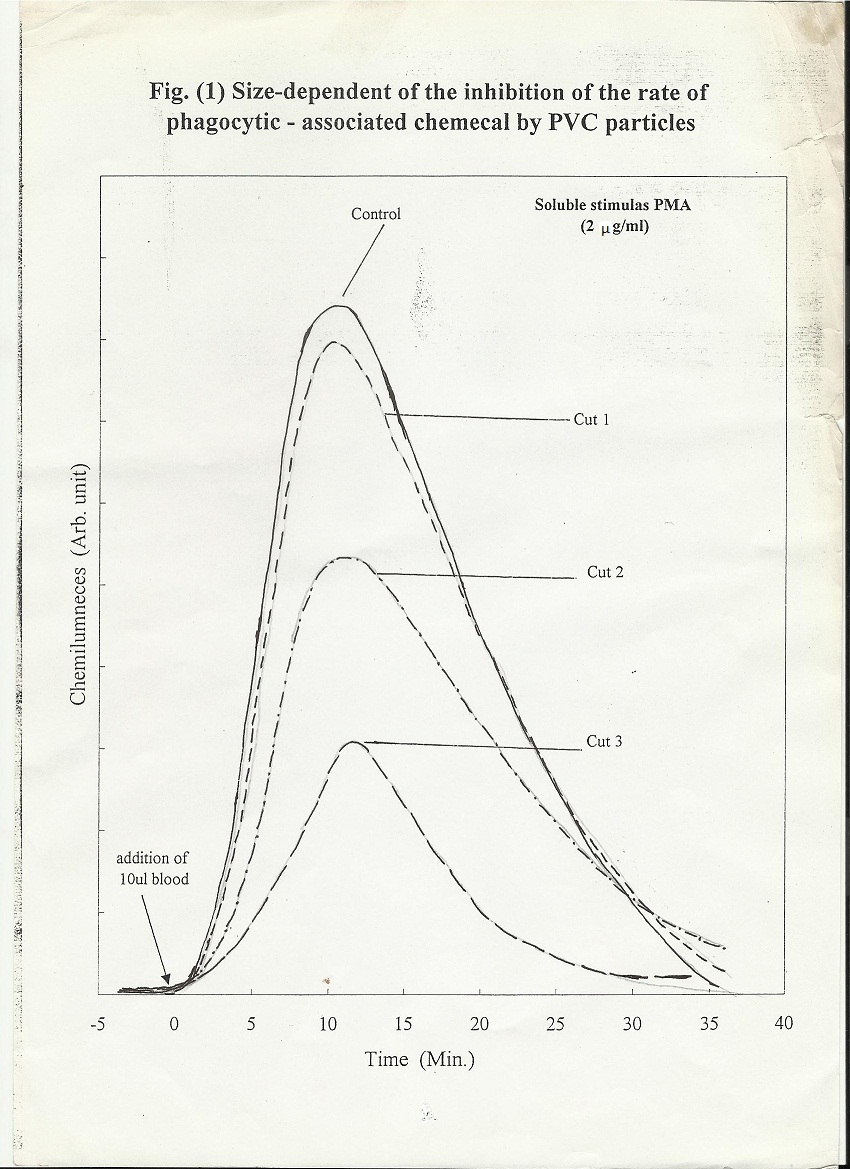 Fig. (1) Size-dependent of the inhibition of the rate of
phagocytic - associated chemecal by PVC particles
Soluble stimulas PMA
(2 μg/ml)
Control
Cut 1
Cut 2
Cut 3
Chemilumneces (Arb. unit)
addition of
10ul blood
-5 0 5 10 15 20 25 30 35 40
Time (Min.)